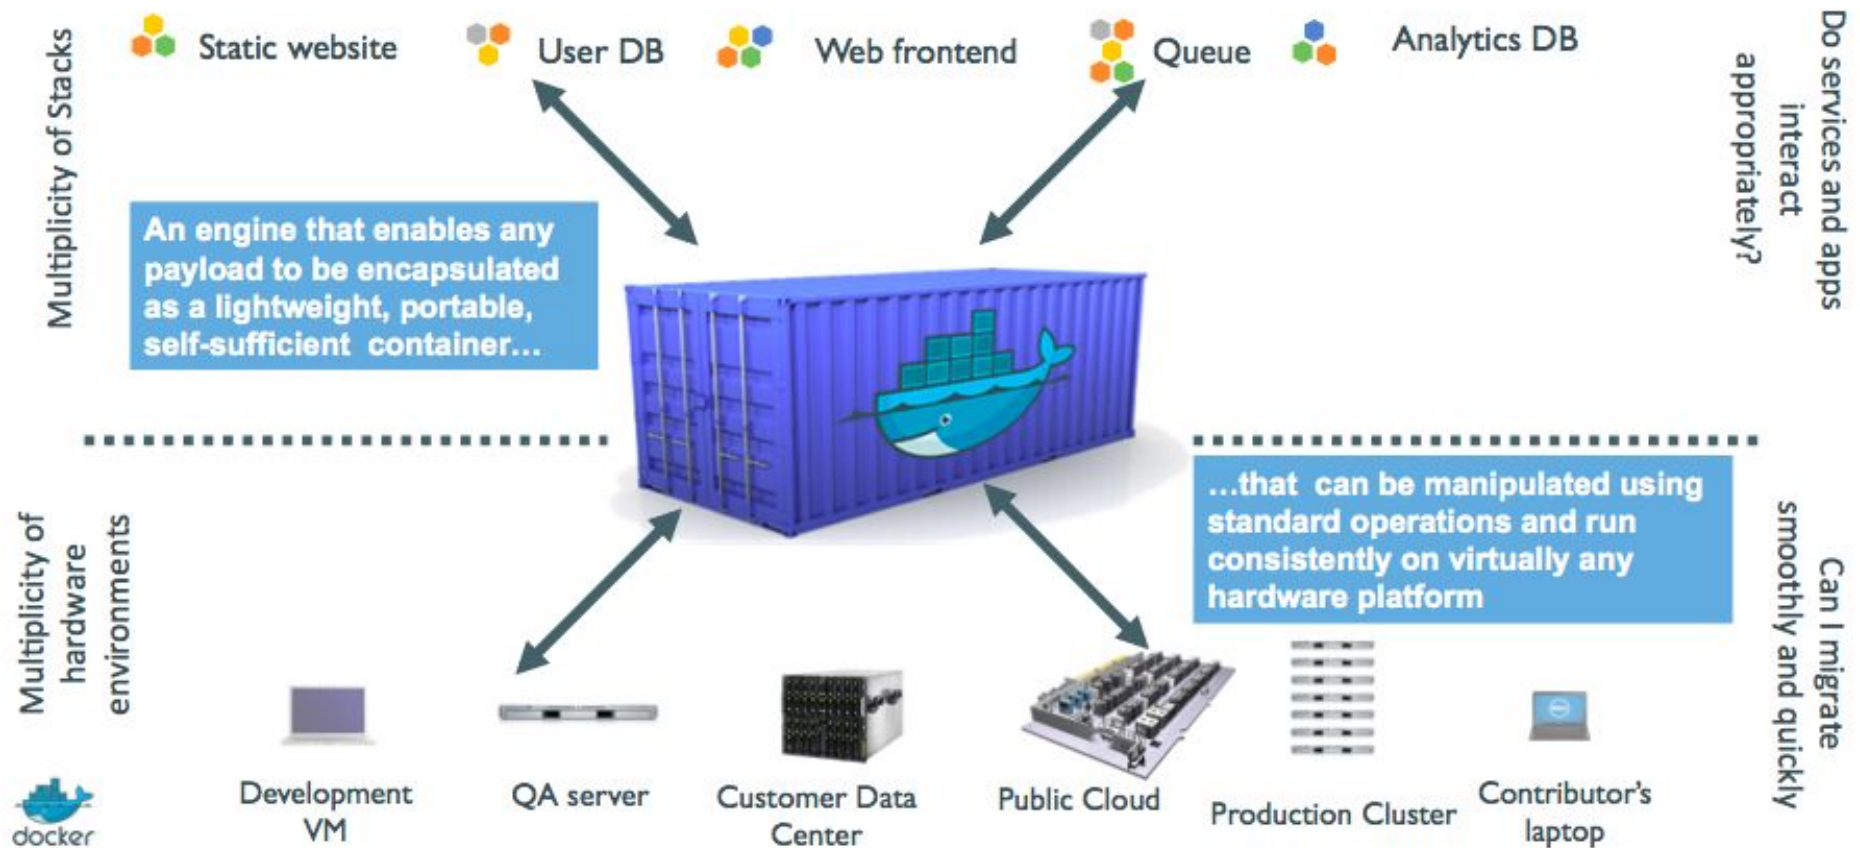 Multiplicity of Stacks
Static website
User DB
Web frontend
Queue
Analytics DB
Do services and apps
interact
appropriately?
An engine that enables any
payload to be encapsulated
as a lightweight, portable,
self-sufficient container...
...that can be manipulated using
standard operations and run
consistently on virtually any
hardware platform
Multiplicity of
hardware
environments
Can I migrate
smoothly and quickly
Development
VM
QA server
Customer Data
Center
Public Cloud
Production Cluster
Contributor's
laptop
docker